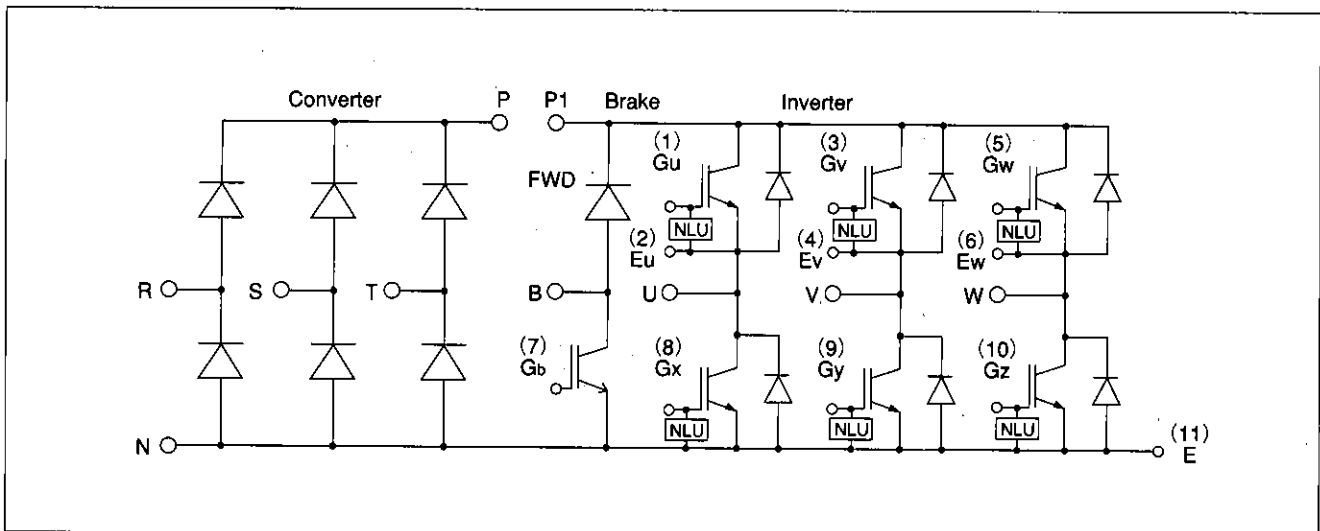 Converter P P1 Brake Inverter
(1) (3) (5)
Gu Gv Gw
FWD
NLU NLU NLU
(2) (4) (6)
Eu Ev Ew
R S T B U V W
(7) (8) (9) (10)
Gb Gx Gy Gz
NLU NLU NLU
N (11)
E